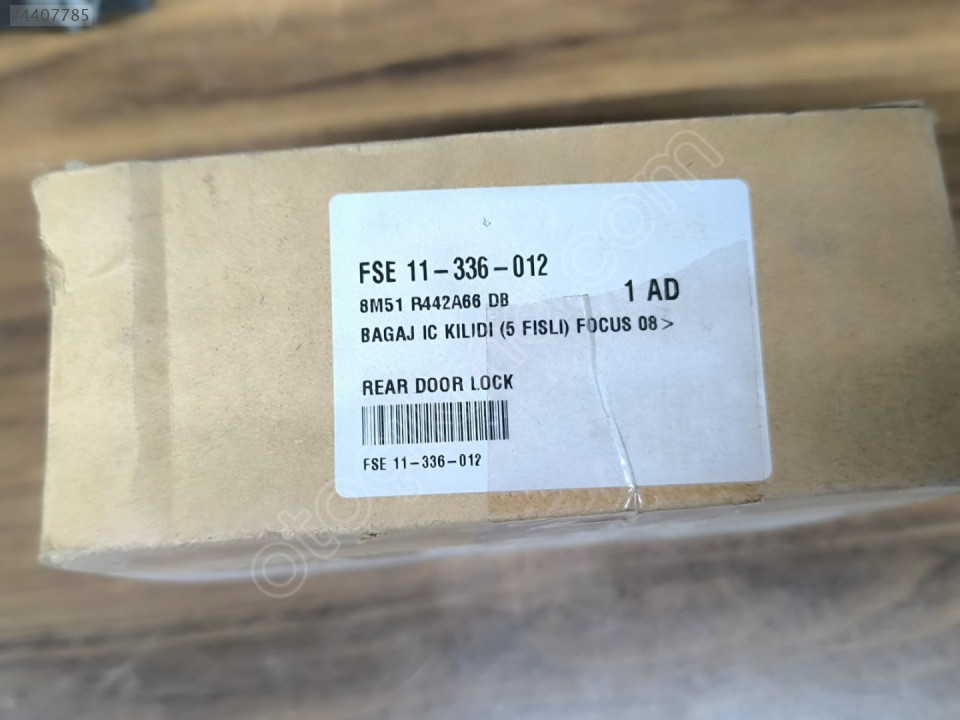 #4407785
FSE 11-336-012
8M51 R442A66 DB
1 AD
BAGAJ IC KILIDI (5 FISLI) FOCUS 08>
REAR DOOR LOCK
FSE 11-336-012